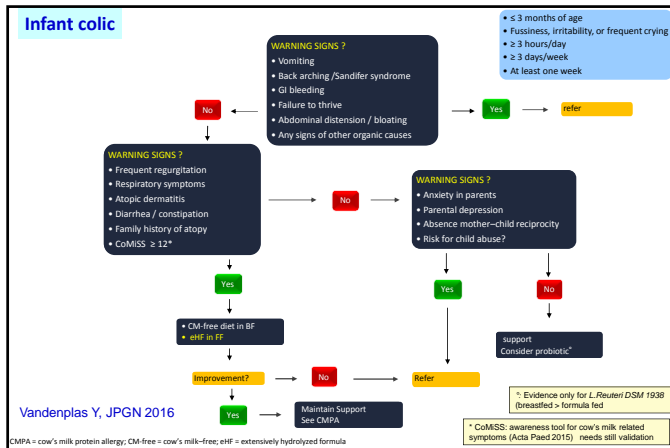 Infant colic
• ≤ 3 months of age
• Fussiness, irritability, or frequent crying
• ≥ 3 hours/day
• ≥ 3 days/week
• At least one week
WARNING SIGNS ?
• Vomiting
• Back arching /Sandifer syndrome
• GI bleeding
• Failure to thrive
• Abdominal distension / bloating
• Any signs of other organic causes
No
Yes
refer
WARNING SIGNS ?
• Frequent regurgitation
• Respiratory symptoms
• Atopic dermatitis
• Diarrhea / constipation
• Family history of atopy
• CoMiSS ≥ 12*
No
WARNING SIGNS ?
• Anxiety in parents
• Parental depression
• Absence mother–child reciprocity
• Risk for child abuse?
Yes
Yes
No
• CM-free diet in BF
• eHF in FF
support
Consider probiotic*
Improvement?
No
Refer
Yes
Maintain Support
See CMPA
*: Evidence only for L.Reuteri DSM 1938
(breastfed > formula fed
* CoMiSS: awareness tool for cow's milk related
symptoms (Acta Paed 2015) needs still validation
Vandenplas Y, JPGN 2016
CMPA = cow's milk protein allergy; CM-free = cow's milk–free; eHF = extensively hydrolyzed formula